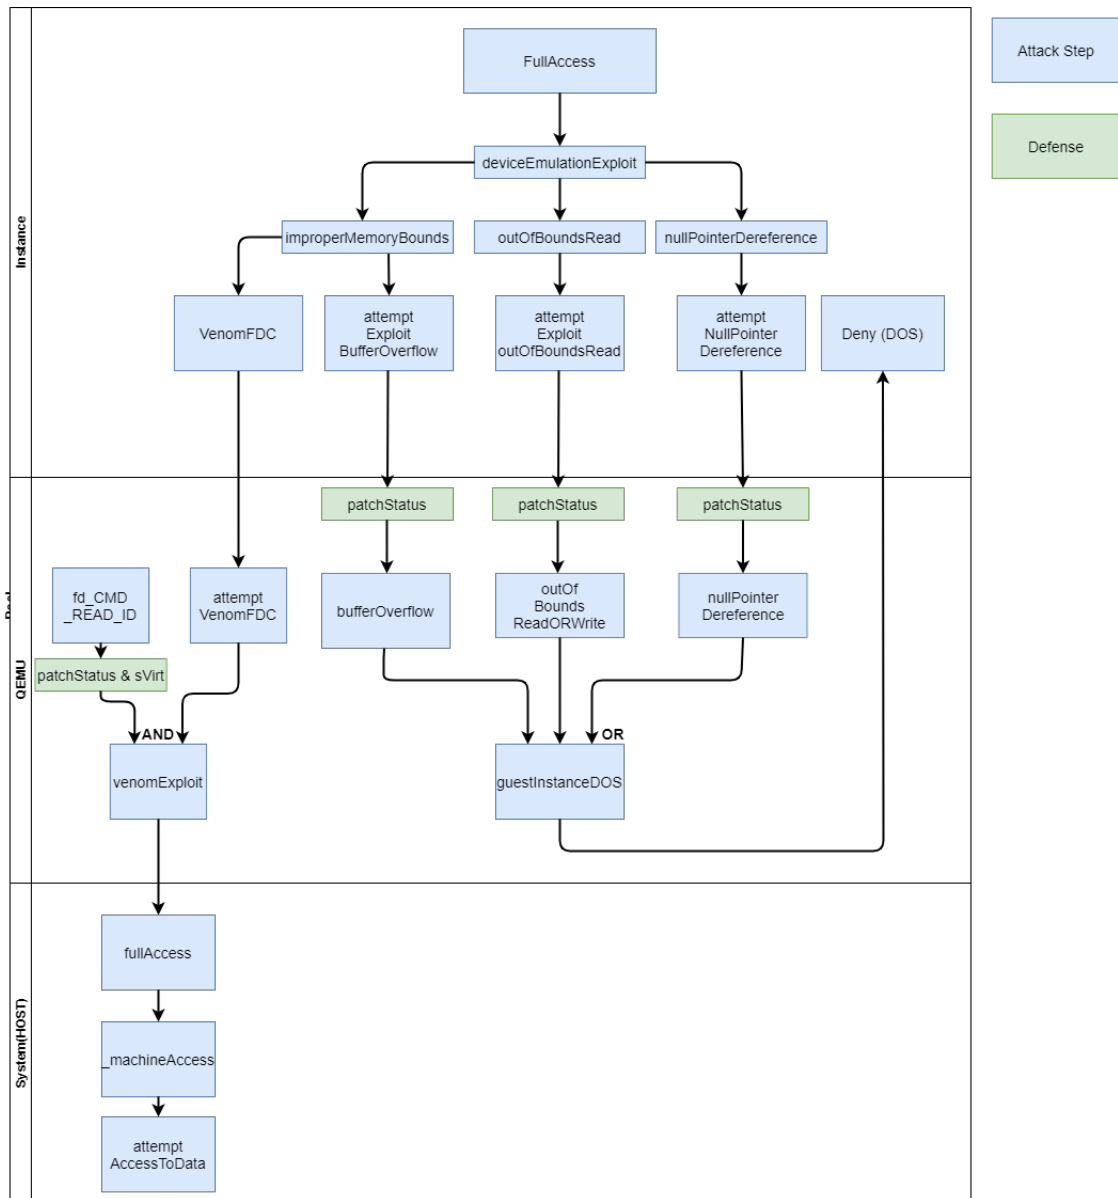 FullAccess
Attack Step
Defense
deviceEmulationExploit
improperMemoryBounds
outOfBoundsRead
nullPointerDereference
Instance
VenomFDC
attempt
Exploit
BufferOverflow
attempt
Exploit
outOfBoundsRead
attempt
NullPointer
Dereference
Deny (DOS)
patchStatus
patchStatus
patchStatus
QEMU
fd_CMD
_READ_ID
attempt
VenomFDC
bufferOverflow
outOf
Bounds
ReadORWrite
nullPointer
Dereference
patchStatus & sVirt
AND
OR
venomExploit
guestInstanceDOS
System(HOST)
fullAccess
_machineAccess
attempt
AccessToData